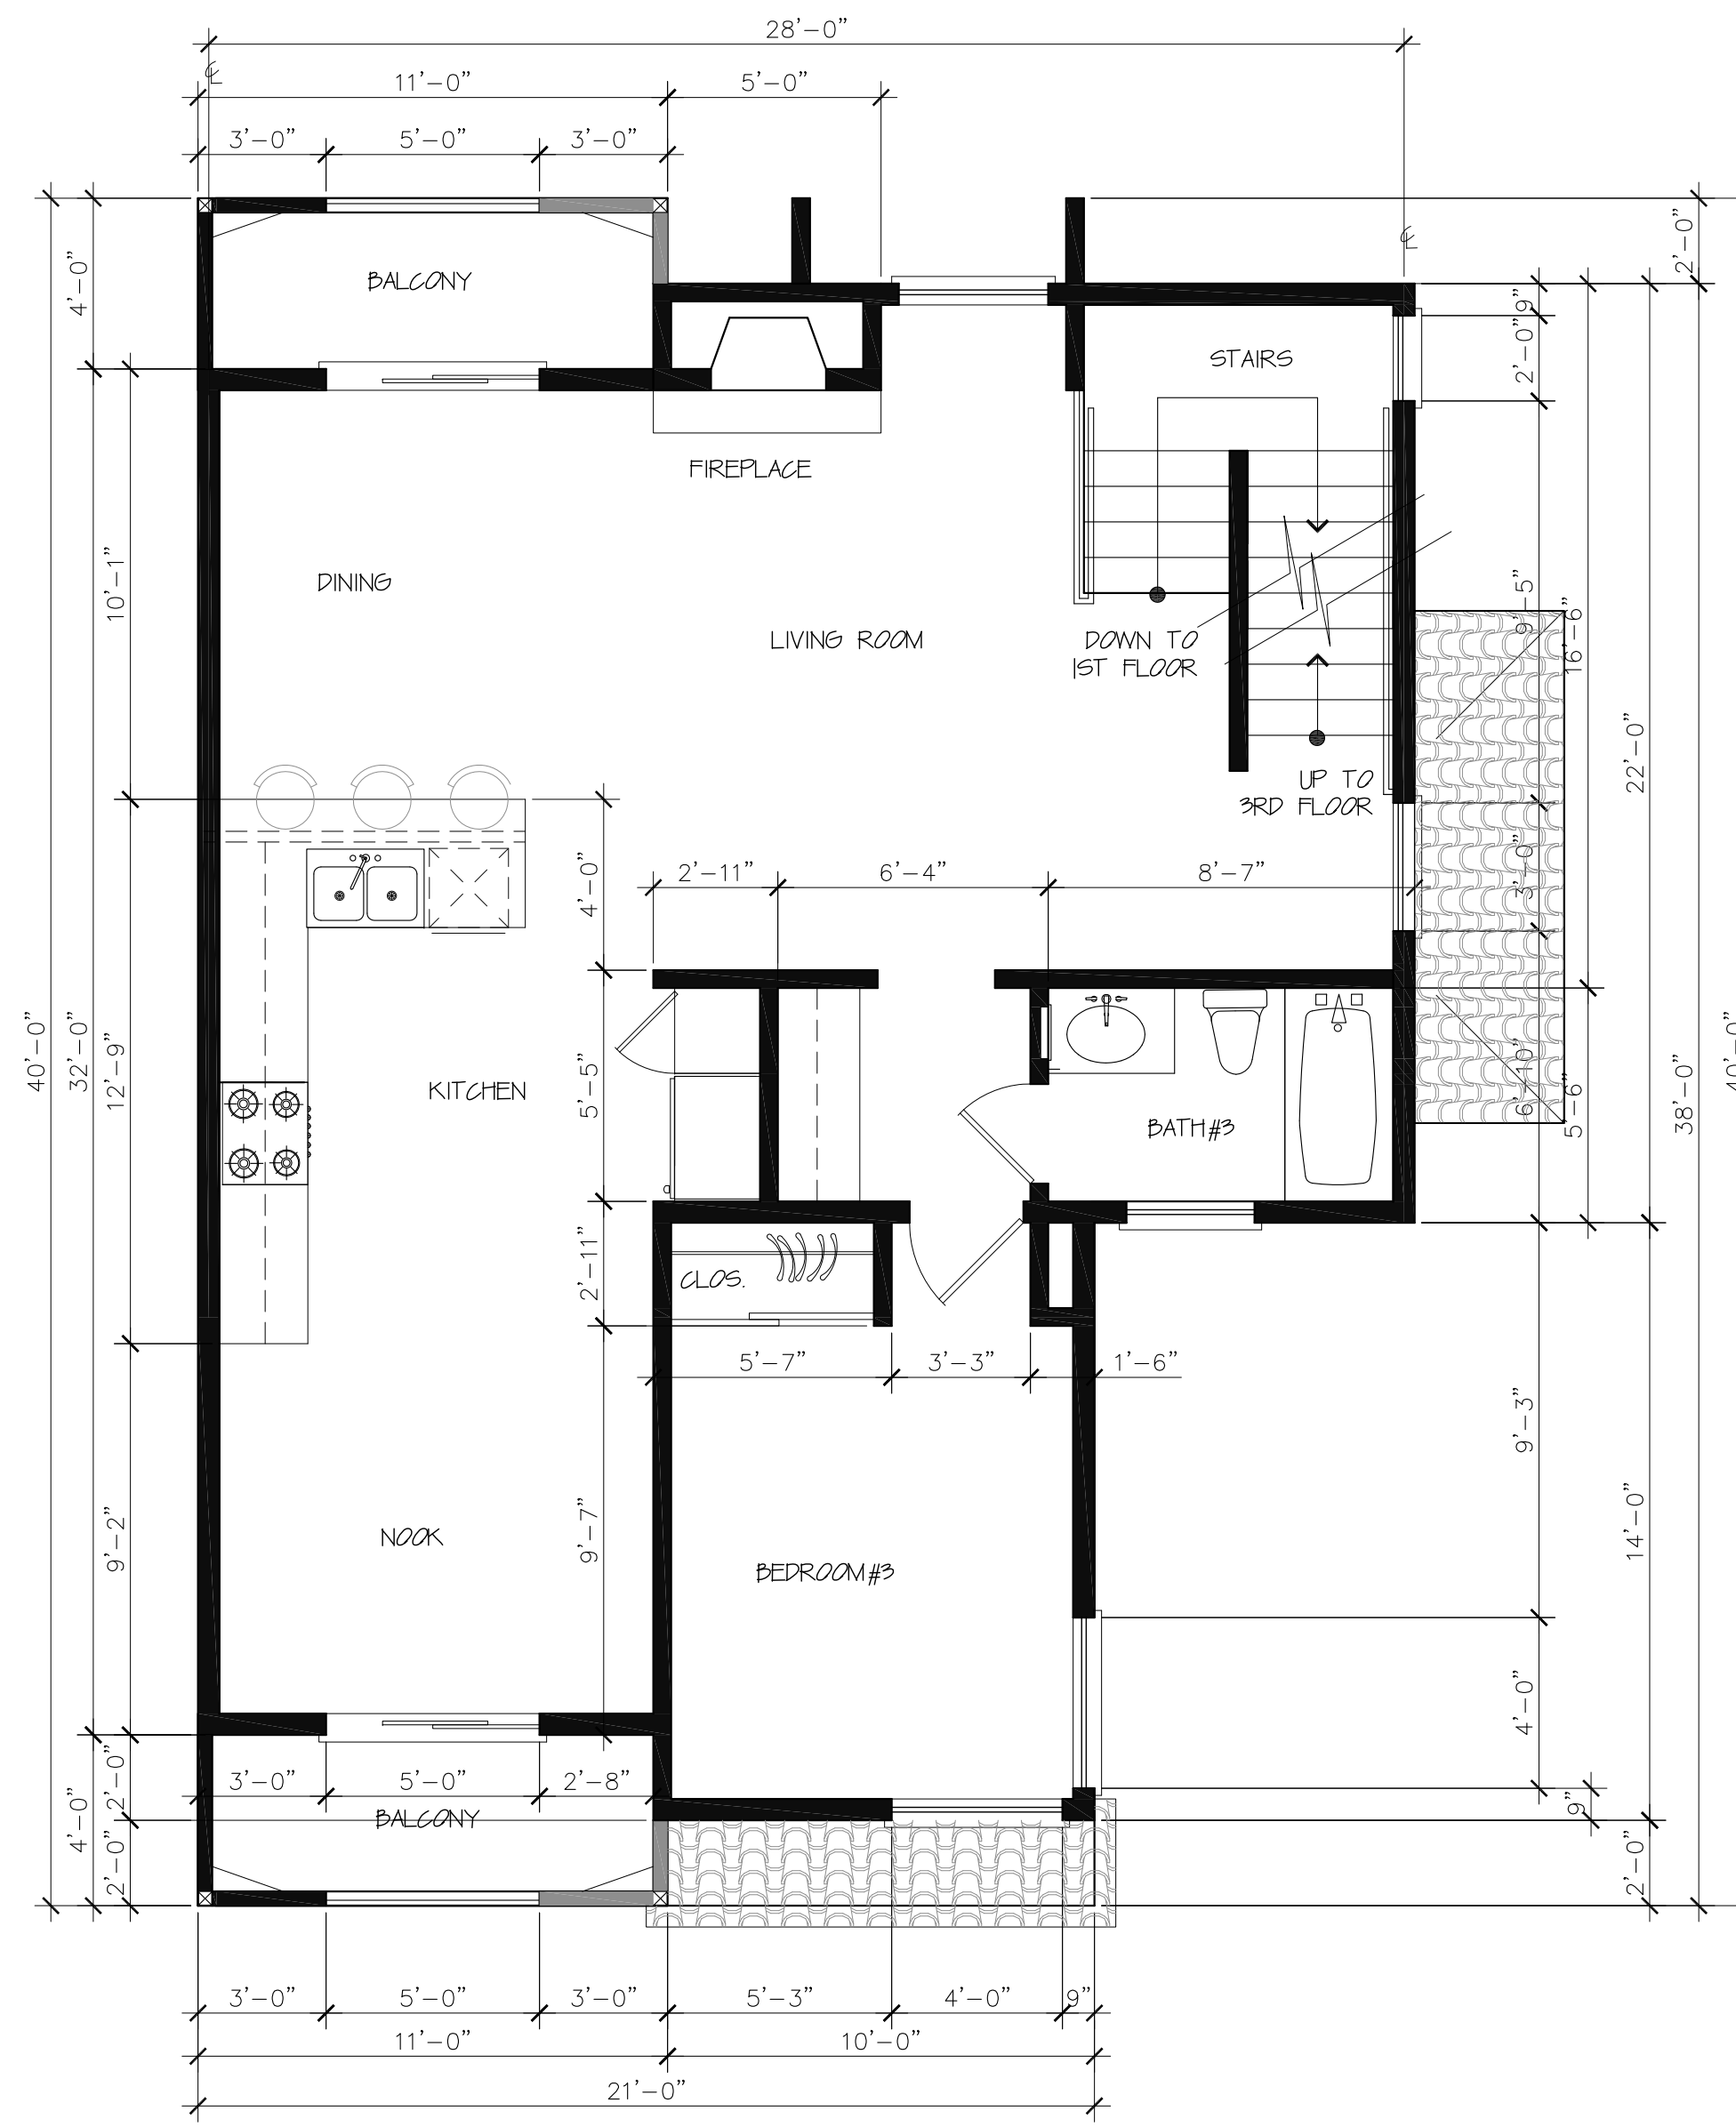 28'-0"
11'-0" 5'-0"
3'-0" 5'-0" 3'-0"
℄
℄
2'-0"
4'-0"
BALCONY
9"
2'-0"
STAIRS
FIREPLACE
DINING
10'-1"
9'-5"
16'-6"
LIVING ROOM
DOWN TO
1ST FLOOR
22'-0"
UP TO
3RD FLOOR
2'-11" 6'-4" 8'-7"
4'-0"
3'-0"
40'-0"
32'-0"
12'-9"
KITCHEN
5'-5"
BATH#3
6'-10"
5'-6"
38'-0"
40'-0"
2'-11"
CLOS.
5'-7" 3'-3" 1'-6"
9'-3"
9'-2"
NOOK
9'-7"
BEDROOM#3
14'-0"
4'-0"
3'-0" 5'-0" 2'-8"
BALCONY
2'-0"
4'-0"
2'-0"
9"
2'-0"
3'-0" 5'-0" 3'-0" 5'-3" 4'-0" 9"
11'-0" 10'-0"
21'-0"